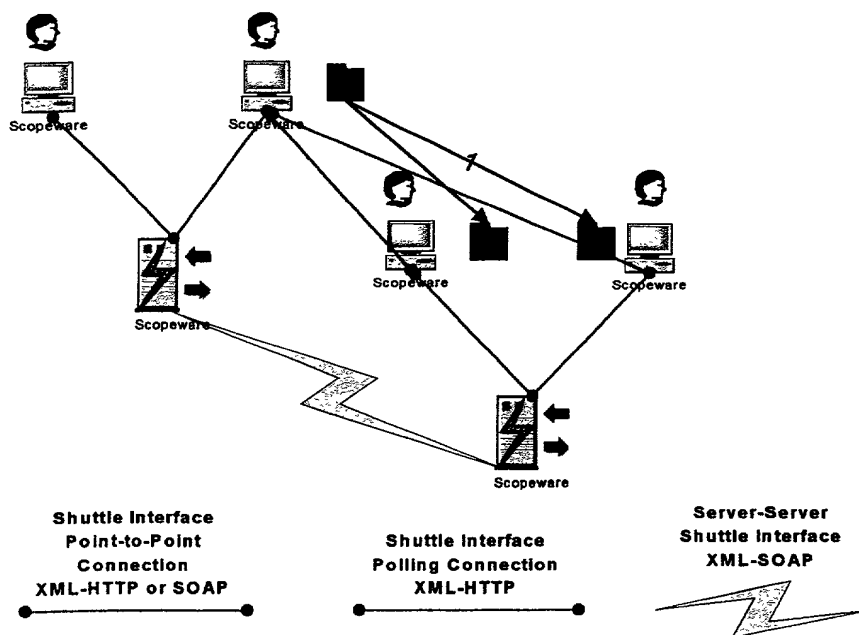 Scopeware
Scopeware
1
Scopeware
Scopeware
Scopeware
Scopeware
Shuttle Interface
Point-to-Point
Connection
XML-HTTP or SOAP
Shuttle Interface
Polling Connection
XML-HTTP
Server-Server
Shuttle Interface
XML-SOAP